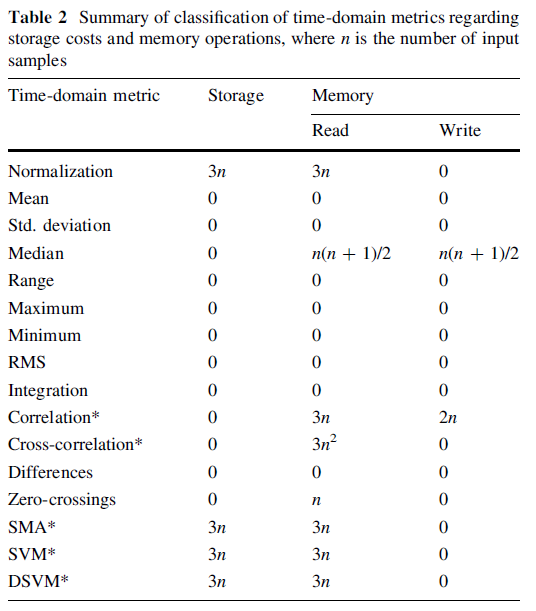 Table 2 Summary of classification of time-domain metrics regarding
storage costs and memory operations, where n is the number of input
samples
Time-domain metric Storage Memory
Read Write
Normalization 3n 3n 0
Mean 0 0 0
Std. deviation 0 0 0
Median 0 n(n + 1)/2 n(n + 1)/2
Range 0 0 0
Maximum 0 0 0
Minimum 0 0 0
RMS 0 0 0
Integration 0 0 0
Correlation* 0 3n 2n
Cross-correlation* 0 3n² 0
Differences 0 0 0
Zero-crossings 0 n 0
SMA* 3n 3n 0
SVM* 3n 3n 0
DSVM* 3n 3n 0